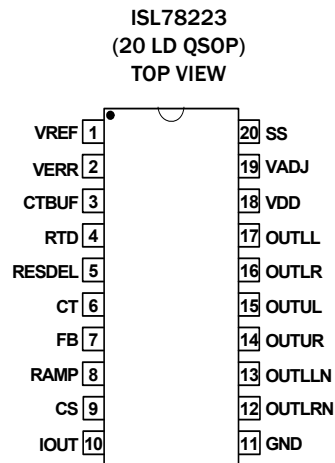 ISL78223
(20 LD QSOP)
TOP VIEW
VREF 1 20 SS
VERR 2 19 VADJ
CTBUF 3 18 VDD
RTD 4 17 OUTLL
RESDEL 5 16 OUTLR
CT 6 15 OUTUL
FB 7 14 OUTUR
RAMP 8 13 OUTLLN
CS 9 12 OUTLRN
IOUT 10 11 GND